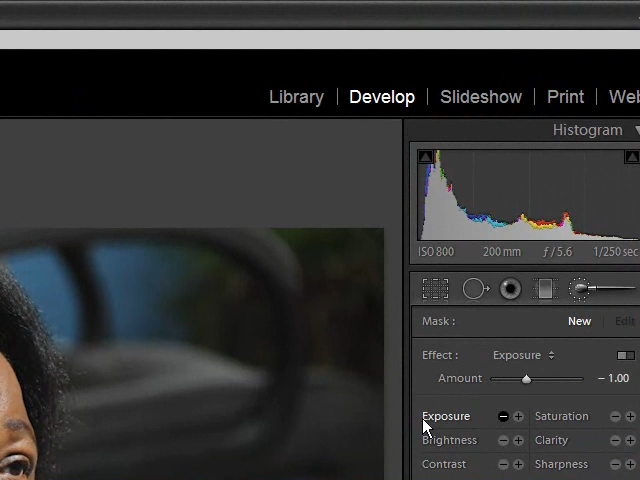 Library | Develop | Slideshow | Print | Web
Histogram
ISO 800 200 mm ƒ / 5.6 1/250 sec
Mask : New | Edit
Effect : Exposure
Amount − 1.00
Exposure Saturation
Brightness Clarity
Contrast Sharpness